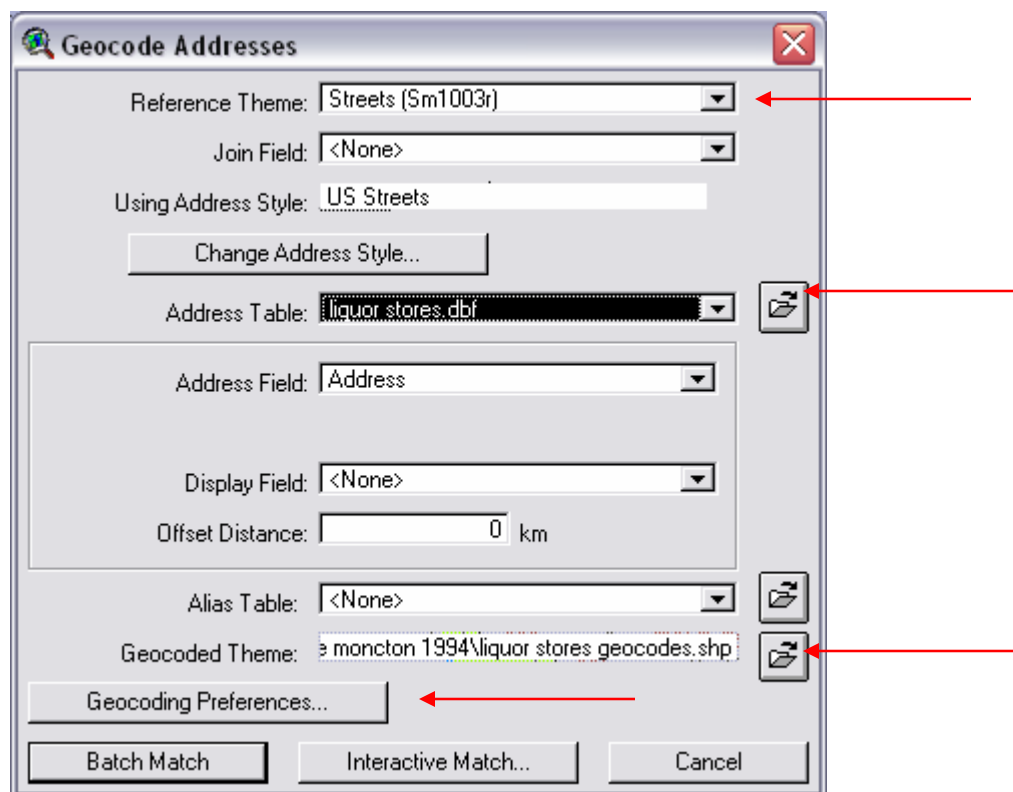 Geocode Addresses
Reference Theme: Streets (Sm1003r)
Join Field: <None>
Using Address Style: US Streets
Change Address Style...
Address Table: liquor stores.dbf
Address Field: Address
Display Field: <None>
Offset Distance: 0 km
Alias Table: <None>
Geocoded Theme: e moncton 1994\liquor stores geocodes.shp
Geocoding Preferences...
Batch Match Interactive Match... Cancel